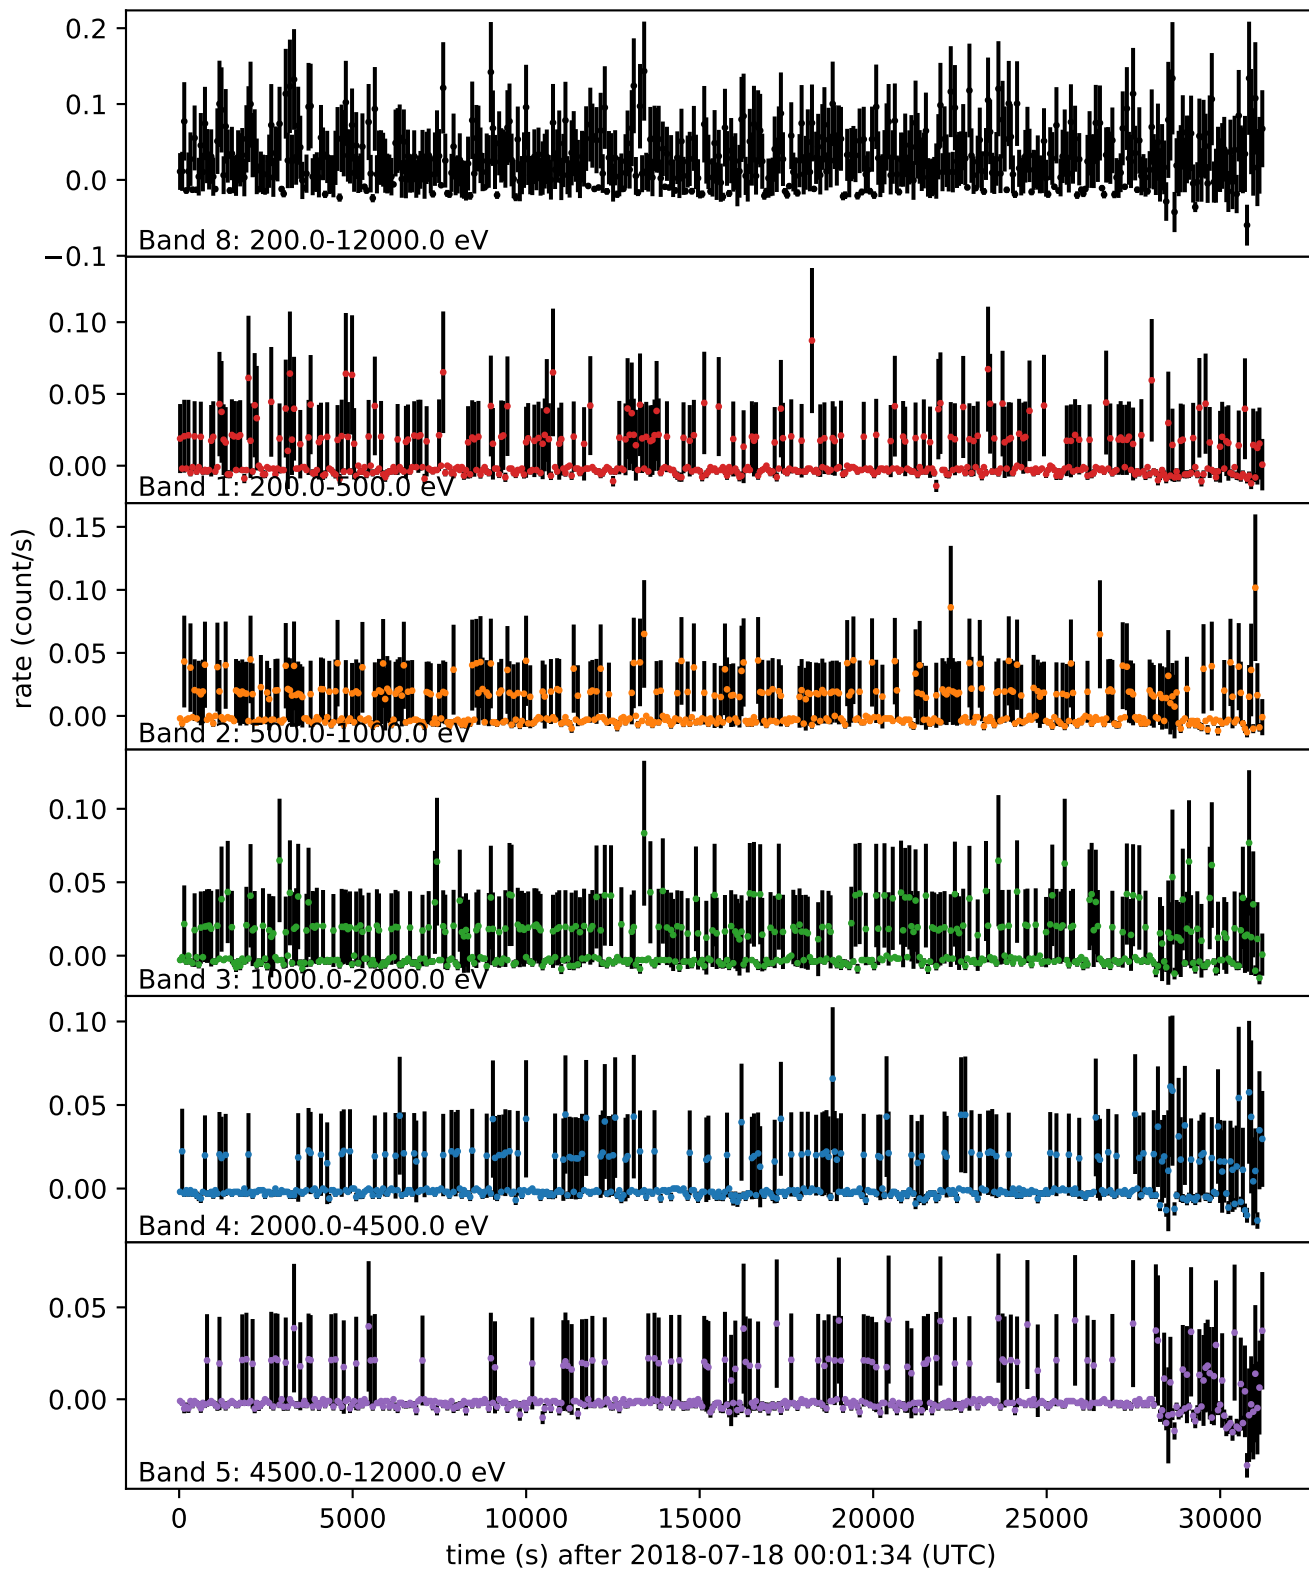 0.2
0.1
0.0
−0.1
Band 8: 200.0-12000.0 eV
0.10
0.05
0.00
Band 1: 200.0-500.0 eV
0.15
0.10
0.05
0.00
Band 2: 500.0-1000.0 eV
rate (count/s)
0.10
0.05
0.00
Band 3: 1000.0-2000.0 eV
0.10
0.05
0.00
Band 4: 2000.0-4500.0 eV
0.05
0.00
Band 5: 4500.0-12000.0 eV
0 5000 10000 15000 20000 25000 30000
time (s) after 2018-07-18 00:01:34 (UTC)